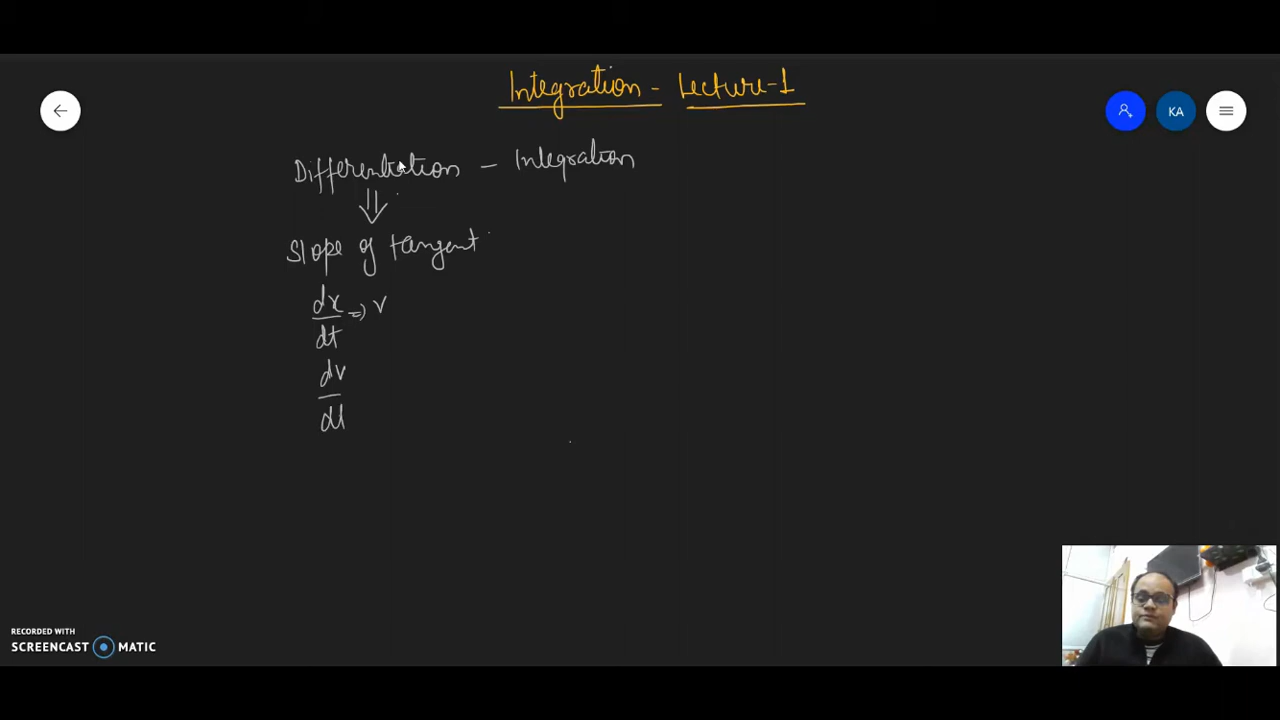 Integration - Lecture-1
KA
Differentiation - Integration
⇓
Slope of tangent
dx/dt => v
dv/dt
RECORDED WITH
SCREENCAST MATIC